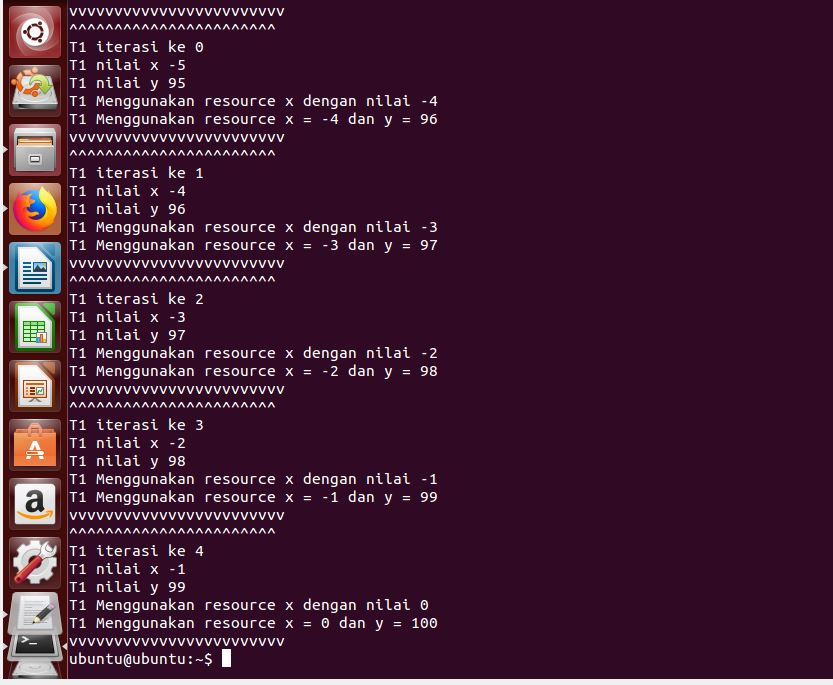 vvvvvvvvvvvvvvvvvvvvvvvv
^^^^^^^^^^^^^^^^^^^^^^^
T1 iterasi ke 0
T1 nilai x -5
T1 nilai y 95
T1 Menggunakan resource x dengan nilai -4
T1 Menggunakan resource x = -4 dan y = 96
vvvvvvvvvvvvvvvvvvvvvvvv
^^^^^^^^^^^^^^^^^^^^^^^
T1 iterasi ke 1
T1 nilai x -4
T1 nilai y 96
T1 Menggunakan resource x dengan nilai -3
T1 Menggunakan resource x = -3 dan y = 97
vvvvvvvvvvvvvvvvvvvvvvvv
^^^^^^^^^^^^^^^^^^^^^^^
T1 iterasi ke 2
T1 nilai x -3
T1 nilai y 97
T1 Menggunakan resource x dengan nilai -2
T1 Menggunakan resource x = -2 dan y = 98
vvvvvvvvvvvvvvvvvvvvvvvv
^^^^^^^^^^^^^^^^^^^^^^^
T1 iterasi ke 3
T1 nilai x -2
T1 nilai y 98
T1 Menggunakan resource x dengan nilai -1
T1 Menggunakan resource x = -1 dan y = 99
vvvvvvvvvvvvvvvvvvvvvvvv
^^^^^^^^^^^^^^^^^^^^^^^
T1 iterasi ke 4
T1 nilai x -1
T1 nilai y 99
T1 Menggunakan resource x dengan nilai 0
T1 Menggunakan resource x = 0 dan y = 100
vvvvvvvvvvvvvvvvvvvvvvvv
ubuntu@ubuntu:~$